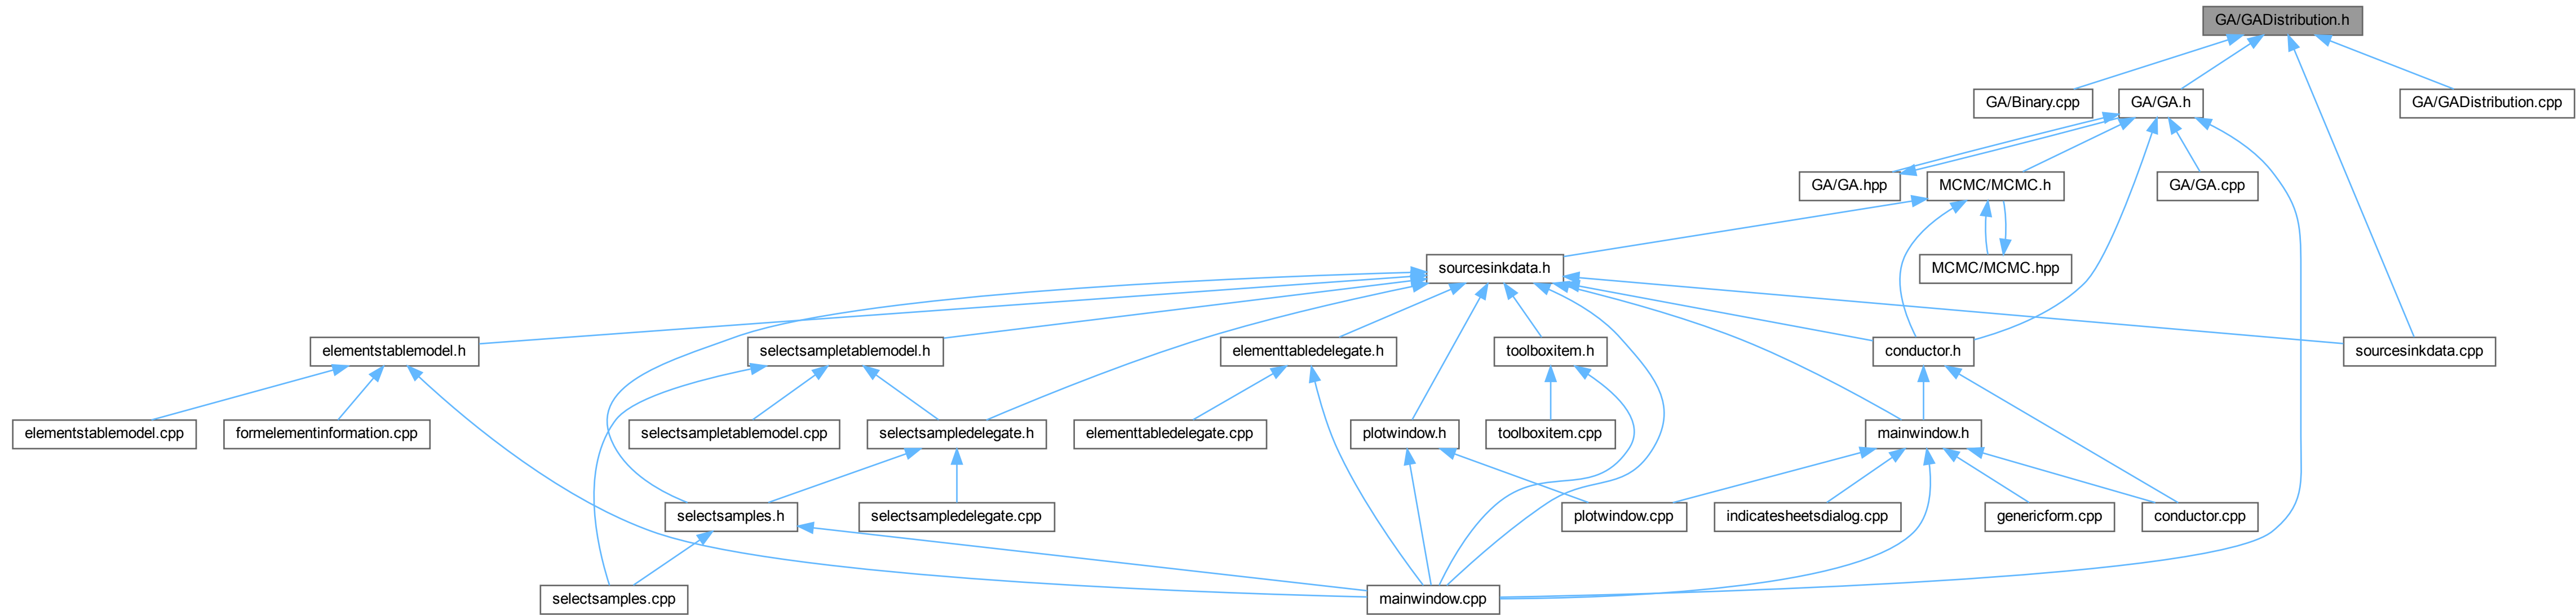 GA/GADistribution.h
GA/Binary.cpp
GA/GA.h
GA/GADistribution.cpp
GA/GA.hpp
MCMC/MCMC.h
GA/GA.cpp
sourcesinkdata.h
MCMC/MCMC.hpp
elementstablemodel.h
selectsampletablemodel.h
elementtabledelegate.h
toolboxitem.h
conductor.h
sourcesinkdata.cpp
elementstablemodel.cpp
formelementinformation.cpp
selectsampletablemodel.cpp
selectsampledelegate.h
elementtabledelegate.cpp
plotwindow.h
toolboxitem.cpp
mainwindow.h
selectsamples.h
selectsampledelegate.cpp
plotwindow.cpp
indicatesheetsdialog.cpp
genericform.cpp
conductor.cpp
selectsamples.cpp
mainwindow.cpp